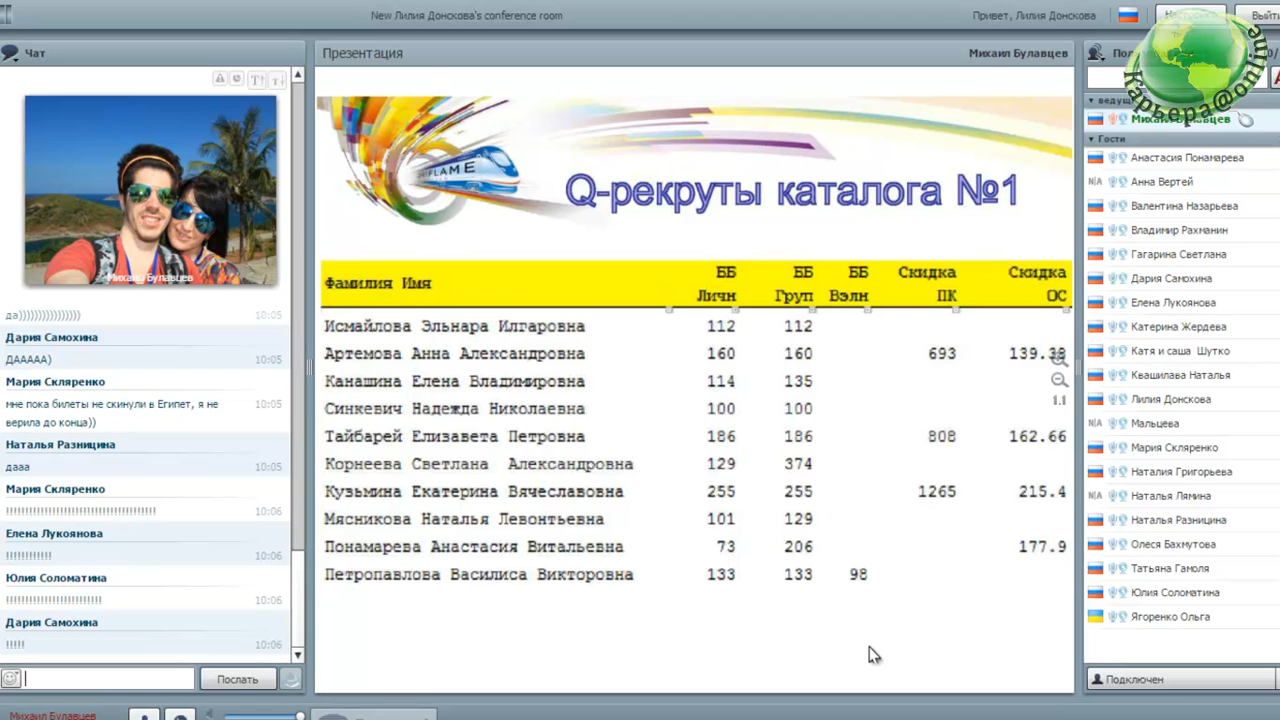 New Лилия Донскова's conference room
Привет, Лилия Донскова
Чат
Михаил Булавцев
да))))))))))))))))) 10:05
Дария Самохина
ДААААА) 10:05
Мария Скляренко
мне пока билеты не скинули в Египет, я не 10:05
верила до конца))
Наталья Разницина
дааа 10:05
Мария Скляренко
!!!!!!!!!!!!!!!!!!!!!!!!!!!!!!!!!!!!!! 10:06
Елена Лукоянова
!!!!!!!!!!! 10:06
Юлия Соломатина
!!!!!!!!!!!!!!!!!!!!!!!! 10:06
Дария Самохина
!!!!! 10:06
Послать
Михаил Булавцев
Презентация Михаил Булавцев
ORIFLAME
Q-рекруты каталога №1
Фамилия Имя ББ Личн ББ Груп ББ Вэлн Скидка ПК Скидка ОС
Исмайлова Эльнара Илгаровна 112 112
Артемова Анна Александровна 160 160 693 139.38
Канашина Елена Владимировна 114 135
Синкевич Надежда Николаевна 100 100
Тайбарей Елизавета Петровна 186 186 808 162.66
Корнеева Светлана Александровна 129 374
Кузьмина Екатерина Вячеславовна 255 255 1265 215.4
Мясникова Наталья Левонтьевна 101 129
Понамарева Анастасия Витальевна 73 206 177.9
Петропавлова Василиса Викторовна 133 133 98
1:1
Карьера@online
Анастасия Понамарева
N/A Анна Вертей
Валентина Назарьева
Владимир Рахманин
Гагарина Светлана
Дария Самохина
Елена Лукоянова
Катерина Жердева
Катя и саша Шутко
Квашилава Наталья
Лилия Донскова
N/A Мальцева
Мария Скляренко
Наталия Григорьева
N/A Наталья Лямина
Наталья Разницина
Олеся Бахмутова
Татьяна Гамоля
Юлия Соломатина
Ягоренко Ольга
Гости
Подключен